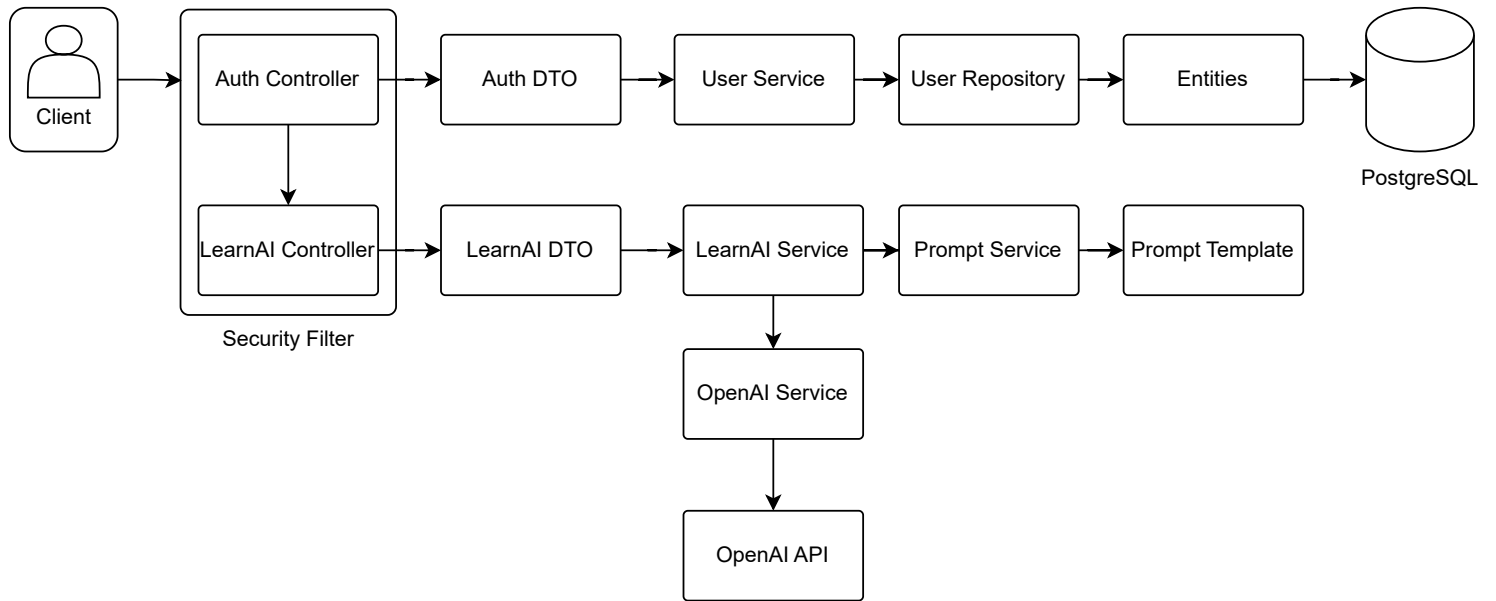 Client
Auth Controller
Auth DTO
User Service
User Repository
Entities
PostgreSQL
LearnAI Controller
LearnAI DTO
LearnAI Service
Prompt Service
Prompt Template
Security Filter
OpenAI Service
OpenAI API